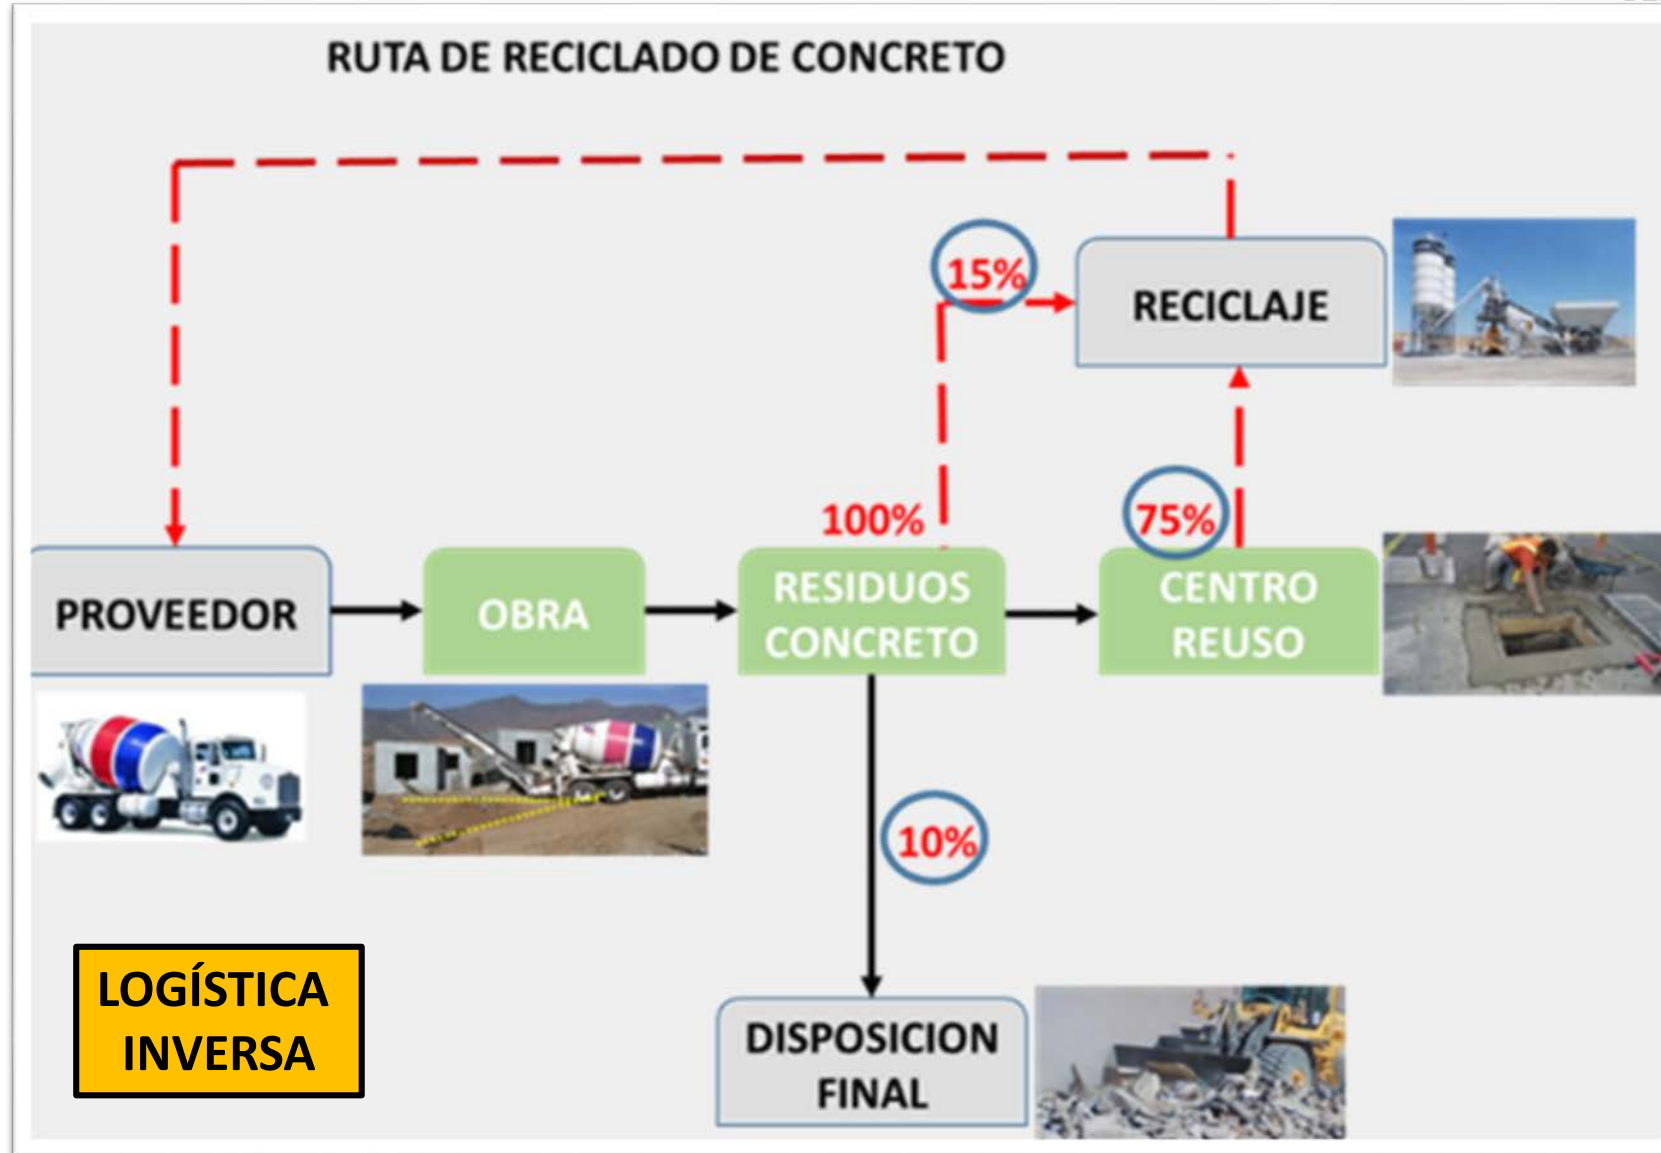 RUTA DE RECICLADO DE CONCRETO
15%
RECICLAJE
100%
75%
PROVEEDOR
OBRA
RESIDUOS
CONCRETO
CENTRO
REUSO
10%
LOGÍSTICA
INVERSA
DISPOSICION
FINAL